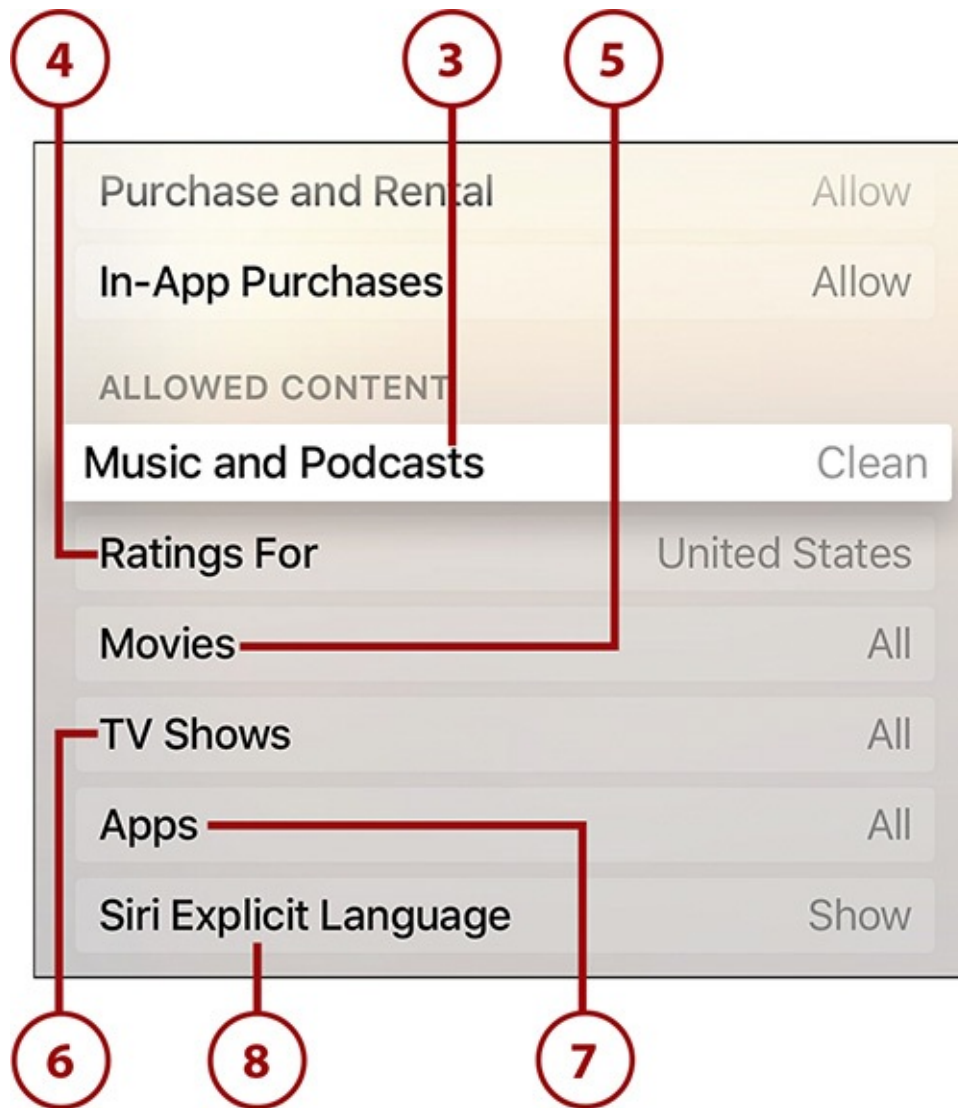 4 3 5
Purchase and Rental Allow
In-App Purchases Allow
ALLOWED CONTENT
Music and Podcasts Clean
Ratings For United States
Movies All
TV Shows All
Apps All
Siri Explicit Language Show
6 8 7